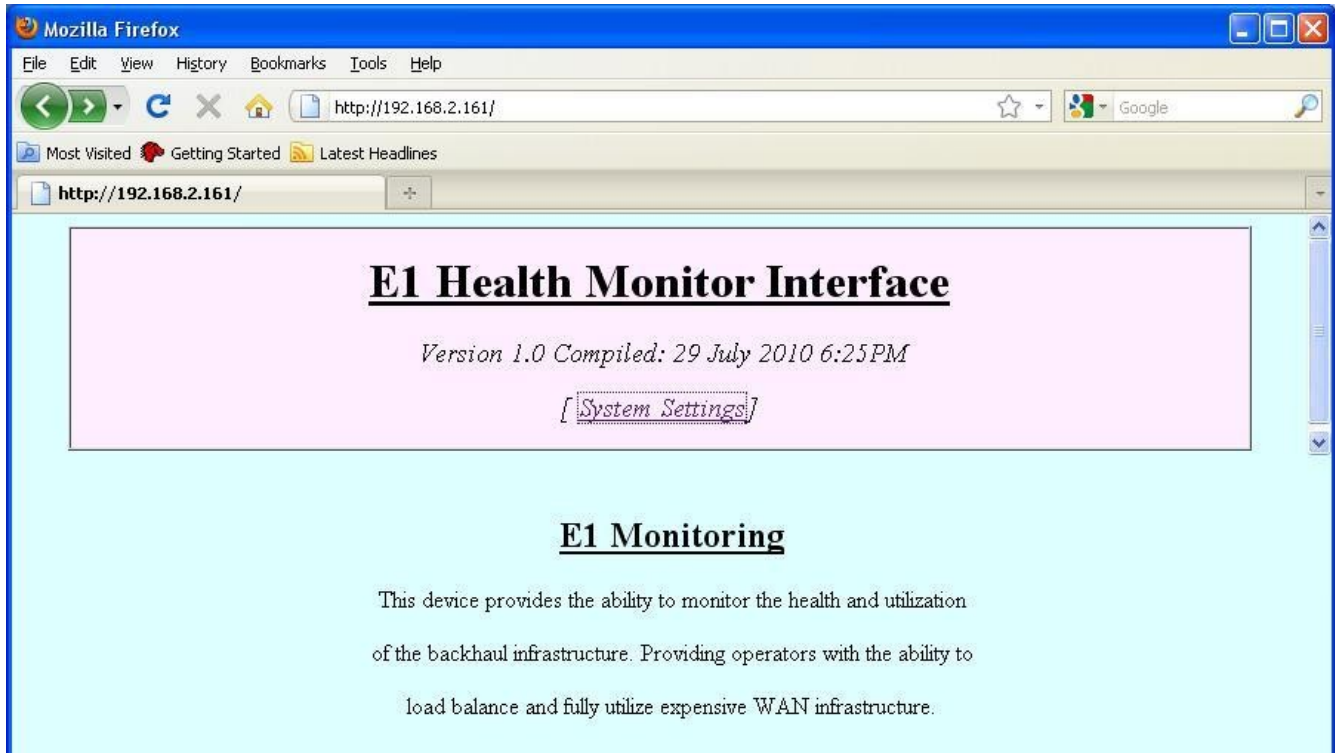 Mozilla Firefox
File Edit View History Bookmarks Tools Help
http://192.168.2.161/ Google
Most Visited Getting Started Latest Headlines
http://192.168.2.161/
E1 Health Monitor Interface
Version 1.0 Compiled: 29 July 2010 6:25PM
[ System Settings]
E1 Monitoring
This device provides the ability to monitor the health and utilization
of the backhaul infrastructure. Providing operators with the ability to
load balance and fully utilize expensive WAN infrastructure.